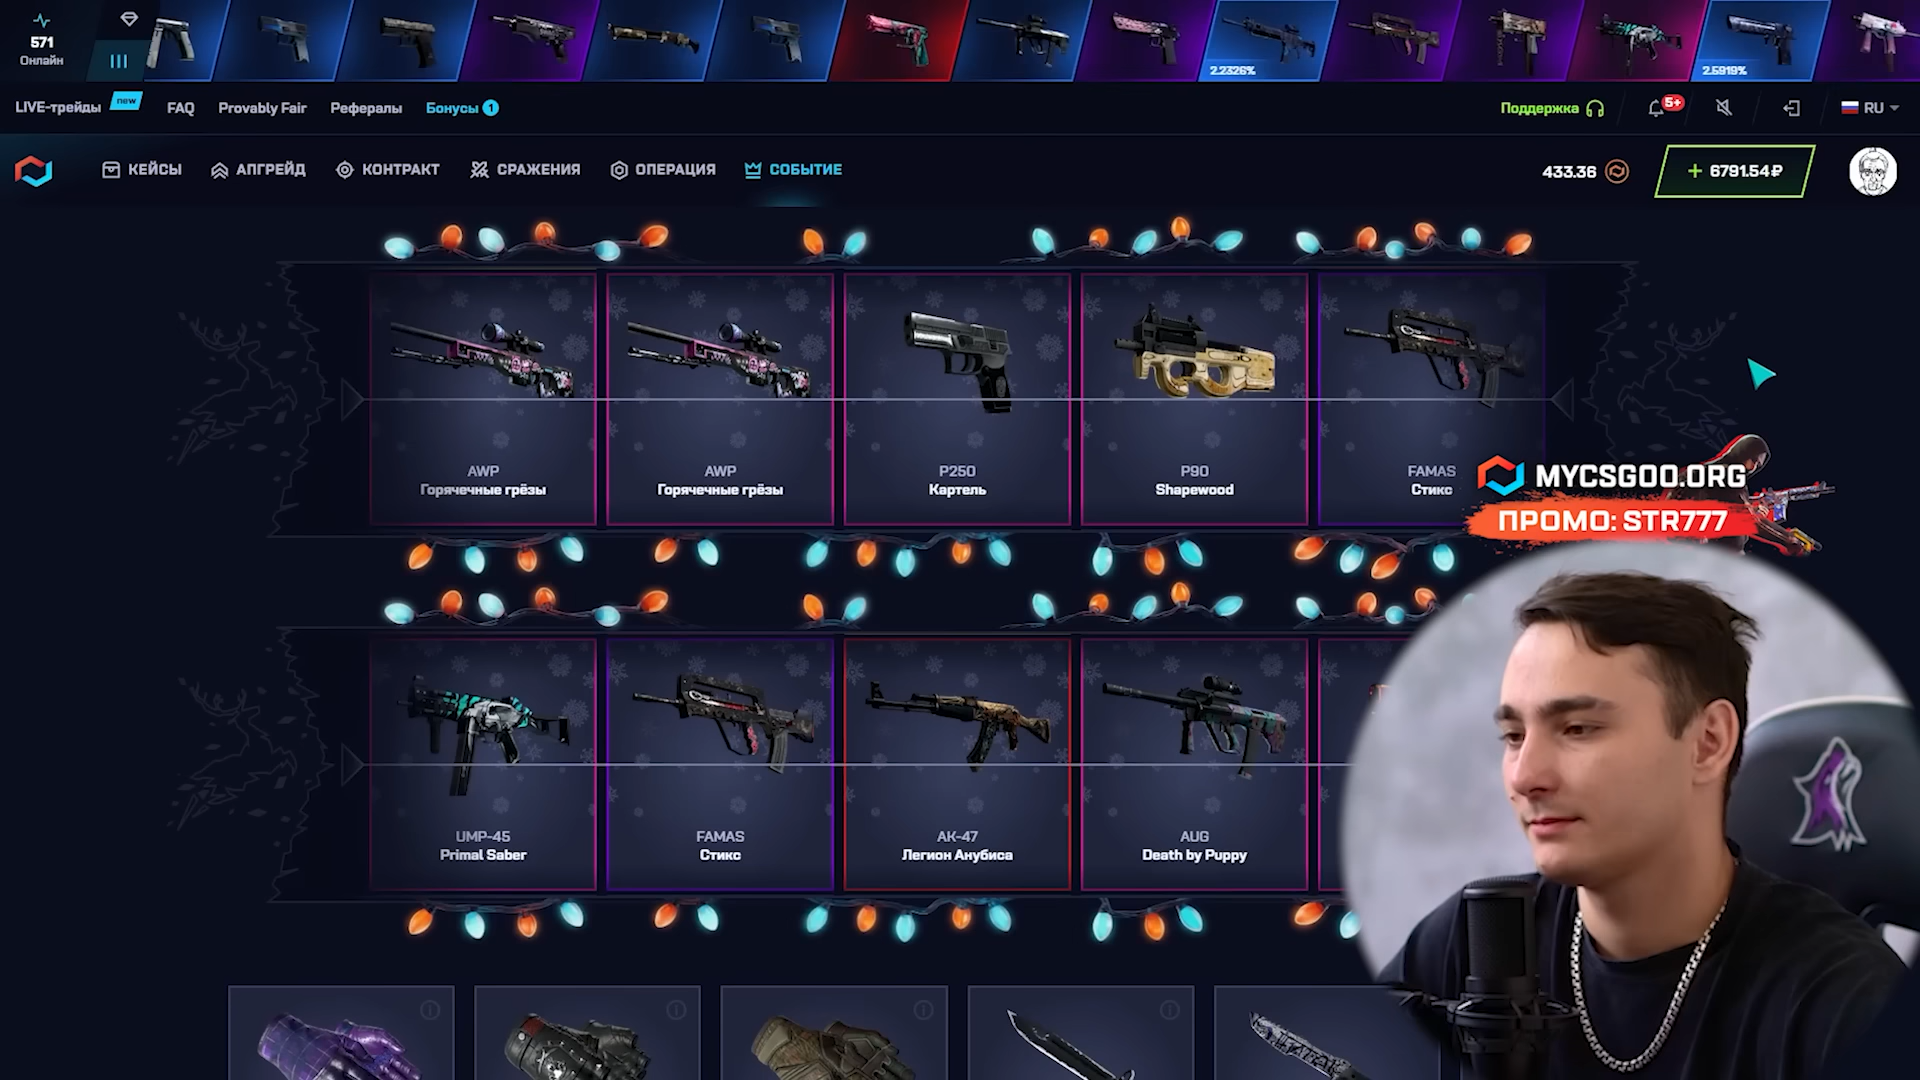 571
Онлайн
2.2326%
2.5919%
LIVE-трейды
new
FAQ
Provably Fair
Рефералы
Бонусы 1
Поддержка
5+
RU
КЕЙСЫ
АПГРЕЙД
КОНТРАКТ
СРАЖЕНИЯ
ОПЕРАЦИЯ
СОБЫТИЕ
433.36
+ 6791.54₽
AWP
Горячечные грёзы
AWP
Горячечные грёзы
P250
Картель
P90
Shapewood
FAMAS
Стикс
MYCSGOO.ORG
ПРОМО: STR777
UMP-45
Primal Saber
FAMAS
Стикс
AK-47
Легион Анубиса
AUG
Death by Puppy